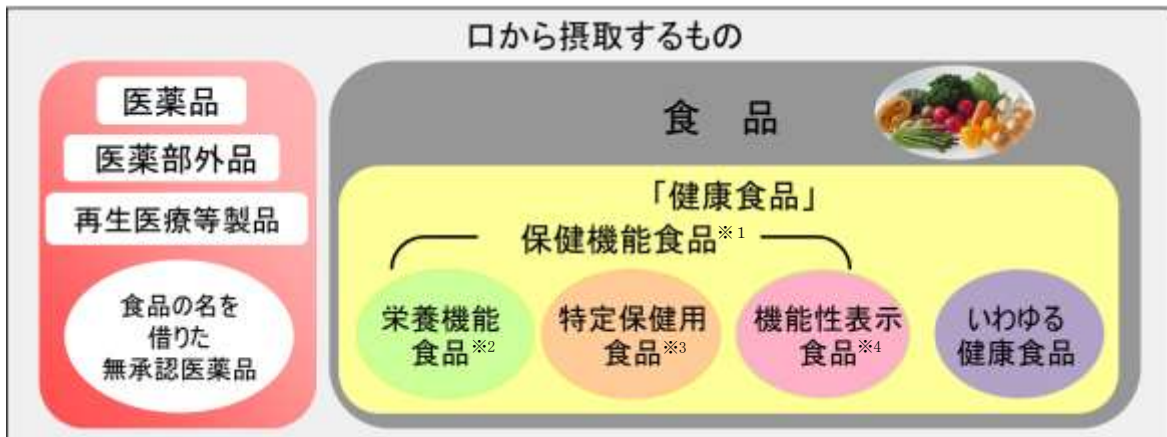 口から摂取するもの
医薬品
医薬部外品
再生医療等製品
食品の名を
借りた
無承認医薬品
食 品
「健康食品」
保健機能食品※1
栄養機能
食品※2
特定保健用
食品※3
機能性表示
食品※4
いわゆる
健康食品